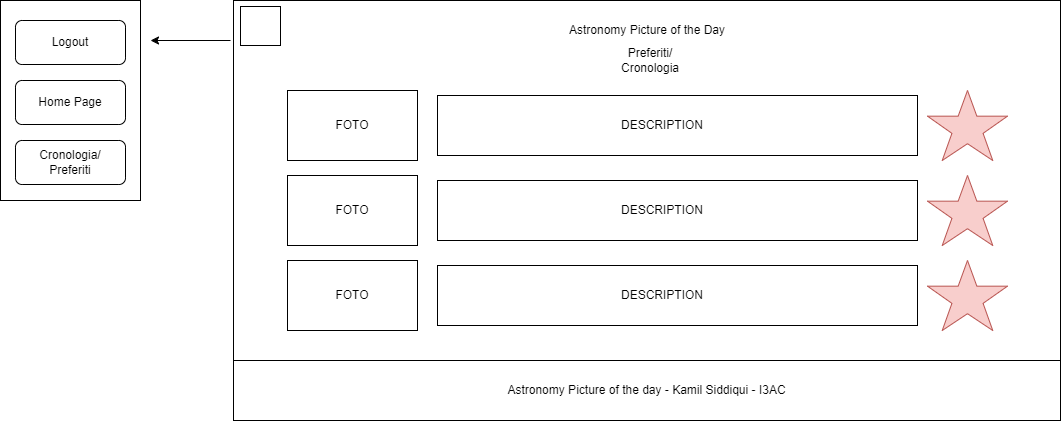 Logout
Home Page
Cronologia/
Preferiti
Astronomy Picture of the Day
Preferiti/
Cronologia
FOTO
DESCRIPTION
FOTO
DESCRIPTION
FOTO
DESCRIPTION
Astronomy Picture of the day - Kamil Siddiqui - I3AC